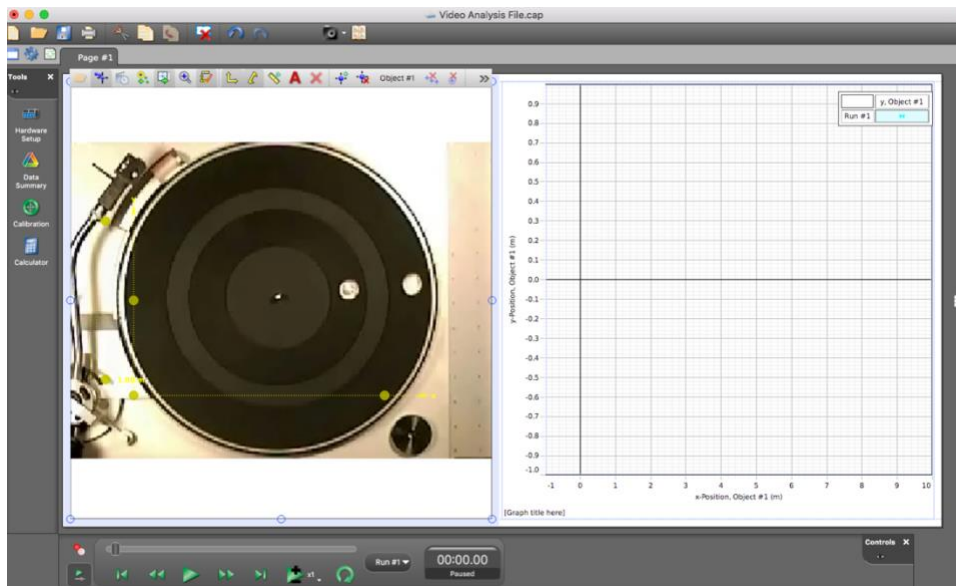 Video Analysis File.cap
Page #1
Tools
Hardware
Setup
Data
Summary
Calibration
Calculator
Object #1
y, Object #1
Run #1
0.9
0.8
0.7
0.6
0.5
0.4
0.3
0.2
0.1
0.0
-0.1
-0.2
-0.3
-0.4
-0.5
-0.6
-0.7
-0.8
-0.9
-1.0
y-Position, Object #1 (m)
-1 0 1 2 3 4 5 6 7 8 9 10
x-Position, Object #1 (m)
[Graph title here]
Run #1
00:00.00
Paused
x1
Controls